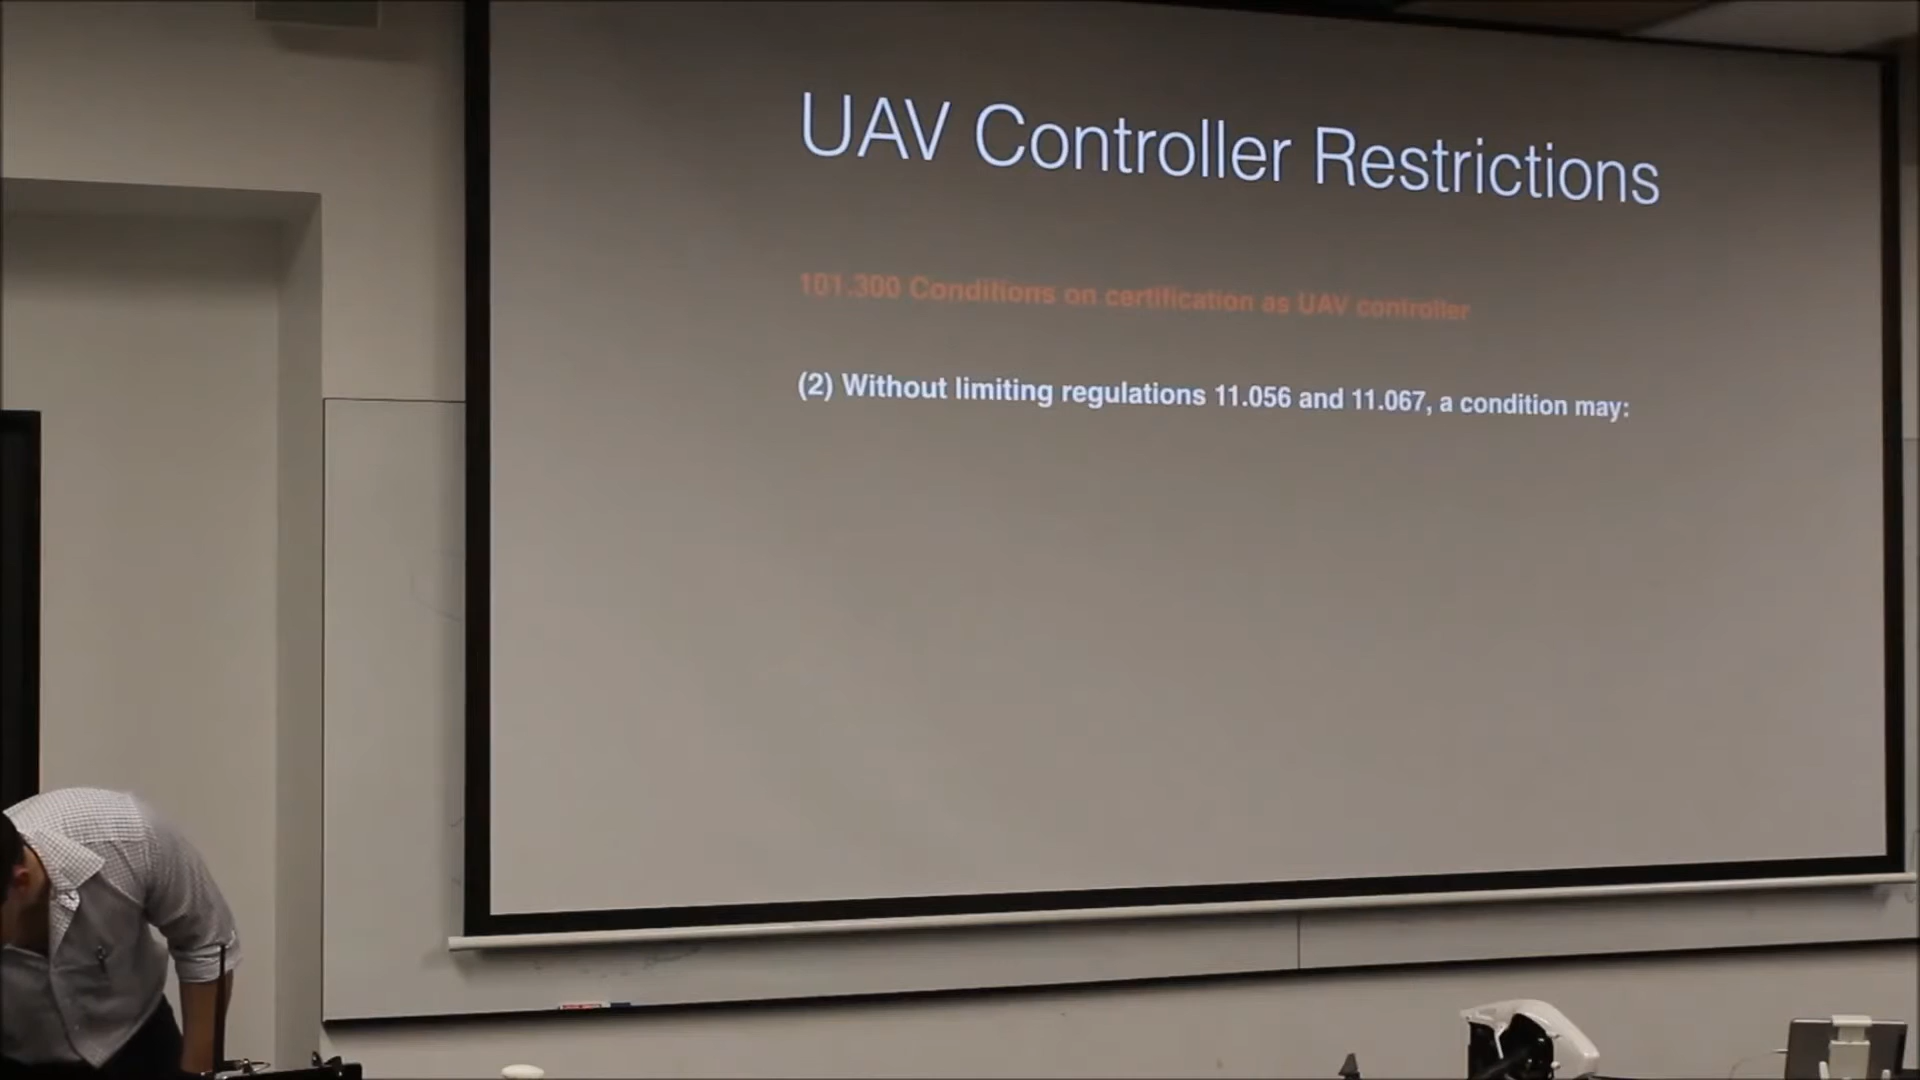 UAV Controller Restrictions
101.300 Conditions on certification as UAV controller
(2) Without limiting regulations 11.056 and 11.067, a condition may: